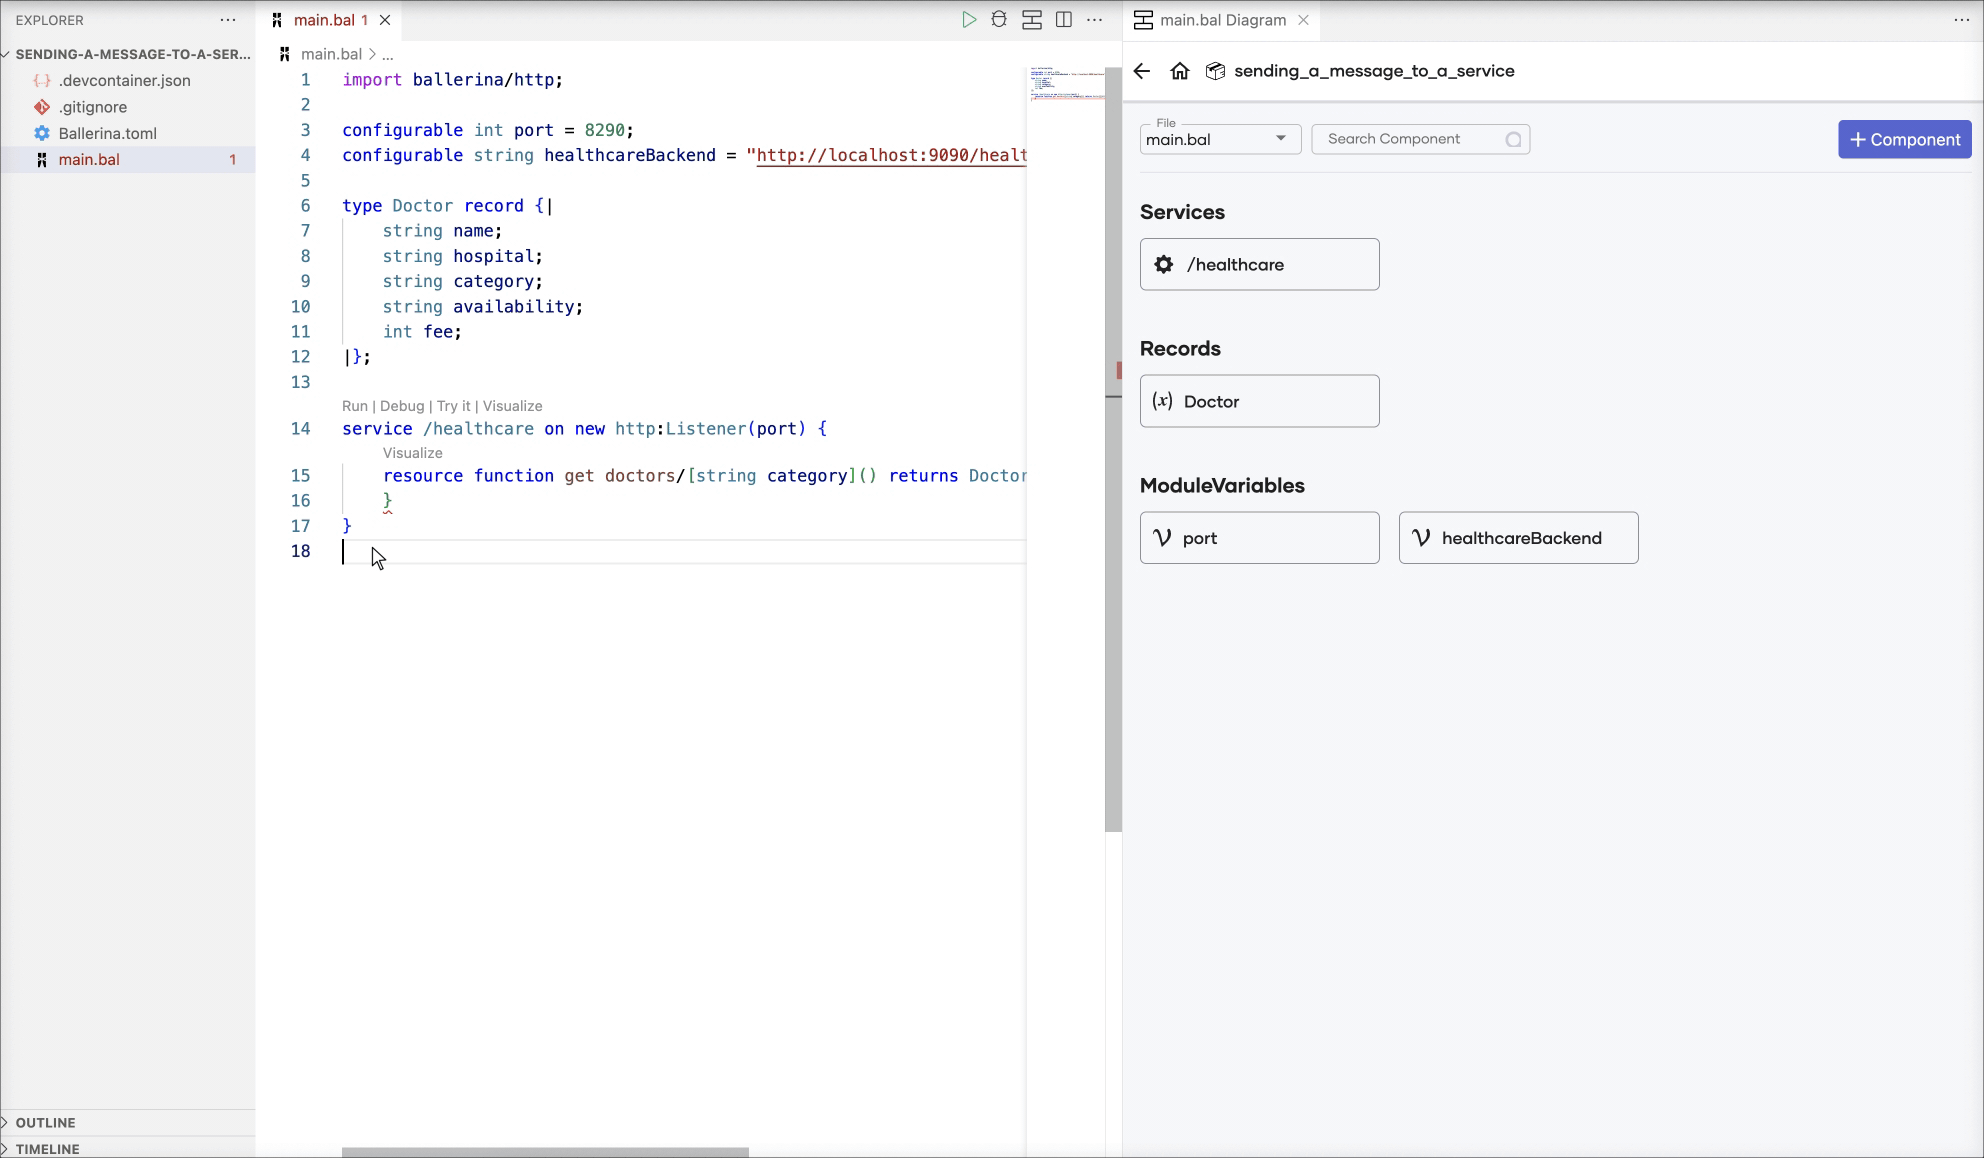 EXPLORER
SENDING-A-MESSAGE-TO-A-SER...
.devcontainer.json
.gitignore
Ballerina.toml
main.bal 1
OUTLINE
TIMELINE
main.bal 1
main.bal > ...
1 import ballerina/http;
2
3 configurable int port = 8290;
4 configurable string healthcareBackend = "http://localhost:9090/healt
5
6 type Doctor record {|
7 string name;
8 string hospital;
9 string category;
10 string availability;
11 int fee;
12 |};
13
Run | Debug | Try it | Visualize
14 service /healthcare on new http:Listener(port) {
Visualize
15 resource function get doctors/[string category]() returns Doctor
16 }
17 }
18
main.bal Diagram
sending_a_message_to_a_service
File
main.bal
Search Component
+ Component
Services
/healthcare
Records
(x) Doctor
ModuleVariables
port
healthcareBackend